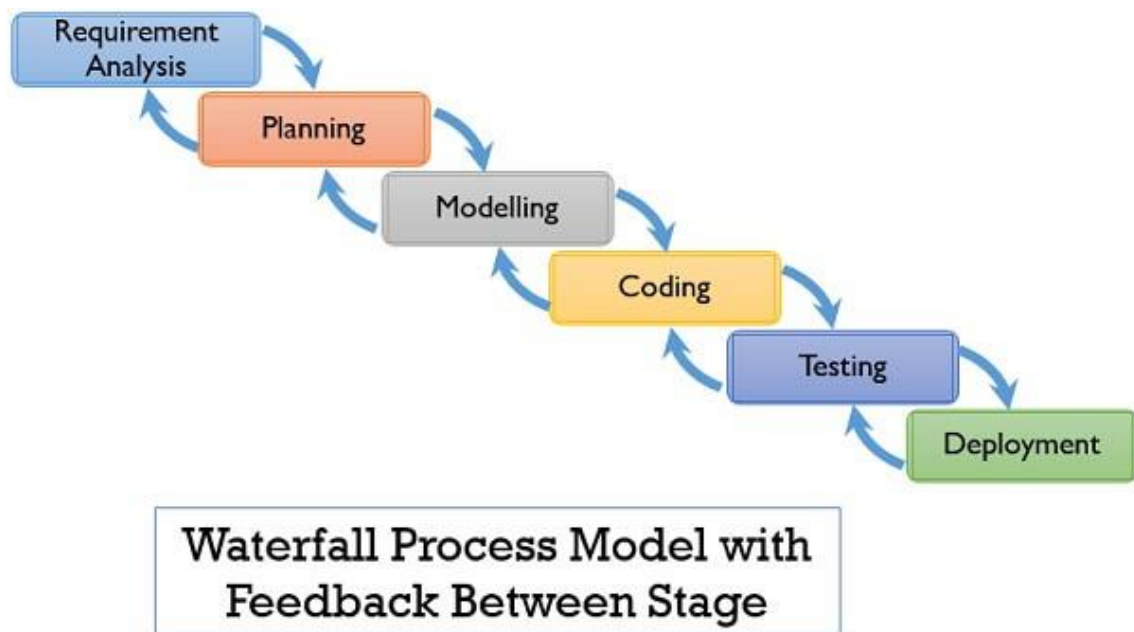 Requirement
Analysis
Planning
Modelling
Coding
Testing
Deployment
Waterfall Process Model with
Feedback Between Stage